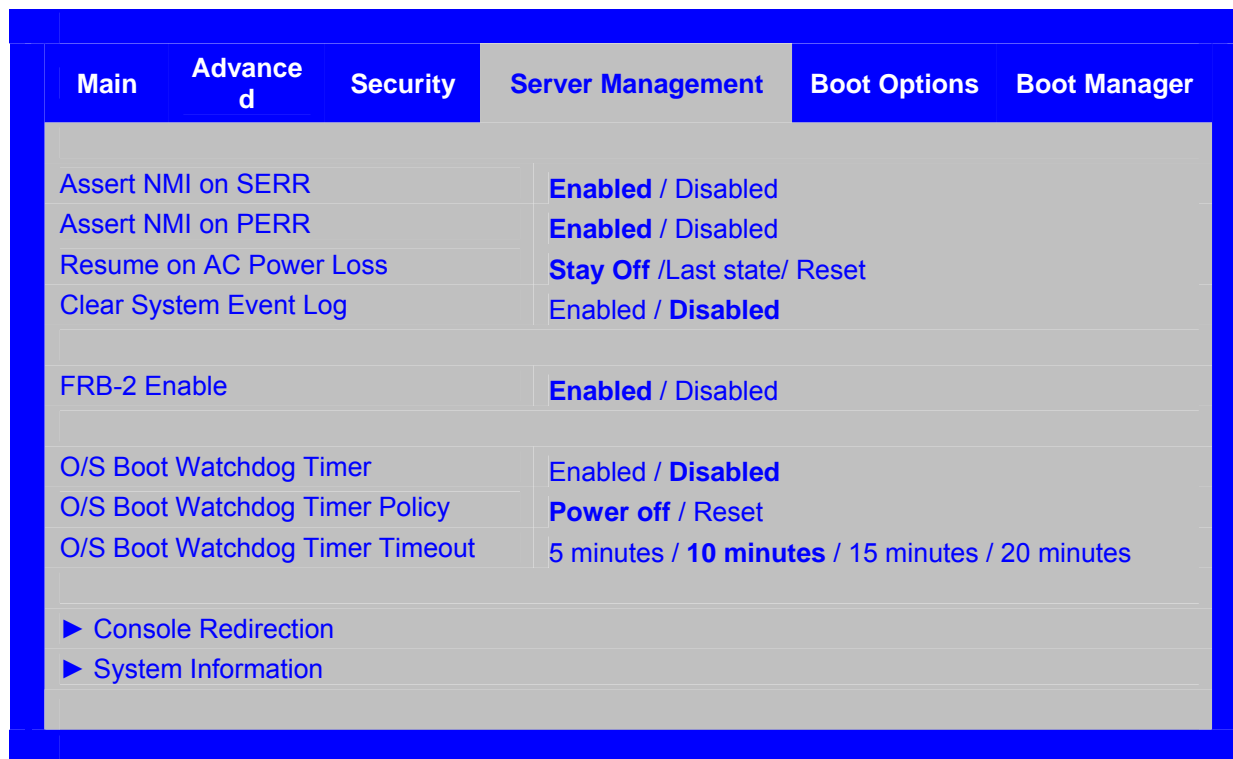 Main Advance d Security Server Management Boot Options Boot Manager
Assert NMI on SERR Enabled / Disabled
Assert NMI on PERR Enabled / Disabled
Resume on AC Power Loss Stay Off /Last state/ Reset
Clear System Event Log Enabled / Disabled
FRB-2 Enable Enabled / Disabled
O/S Boot Watchdog Timer Enabled / Disabled
O/S Boot Watchdog Timer Policy Power off / Reset
O/S Boot Watchdog Timer Timeout 5 minutes / 10 minutes / 15 minutes / 20 minutes
► Console Redirection
► System Information